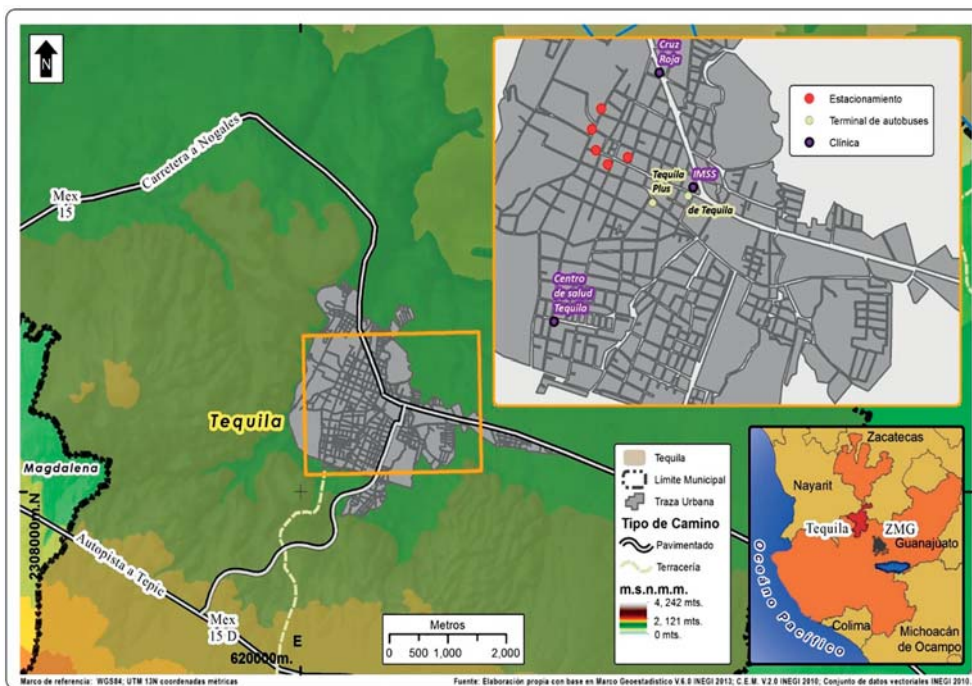 N
Cruz
Roja
Estacionamiento
Terminal de autobuses
Clínica
Carretera a Nogales
Mex
15
Tequila
Plus
IMSS
de Tequila
Centro
de salud
Tequila
Tequila
Magdalena
2308000m.N
Autopista a Tepic
Mex
15 D
E
620000m.
Metros
0 500 1,000 2,000
Tequila
Límite Municipal
Traza Urbana
Tipo de Camino
Pavimentado
Terracería
m.s.n.m.m.
4, 242 mts.
2, 121 mts.
0 mts.
Zacatecas
Nayarit
Tequila
ZMG
Guanajuato
Océano Pacífico
Colima
Michoacán
de Ocampo
Marco de referencia: WGS84; UTM 13N coordenadas métricas
Fuente: Elaboración propia con base en Marco Geoestadístico V.6.0 INEGI 2013; C.E.M. V.2.0 INEGI 2010; Conjunto de datos vectoriales INEGI 2010.